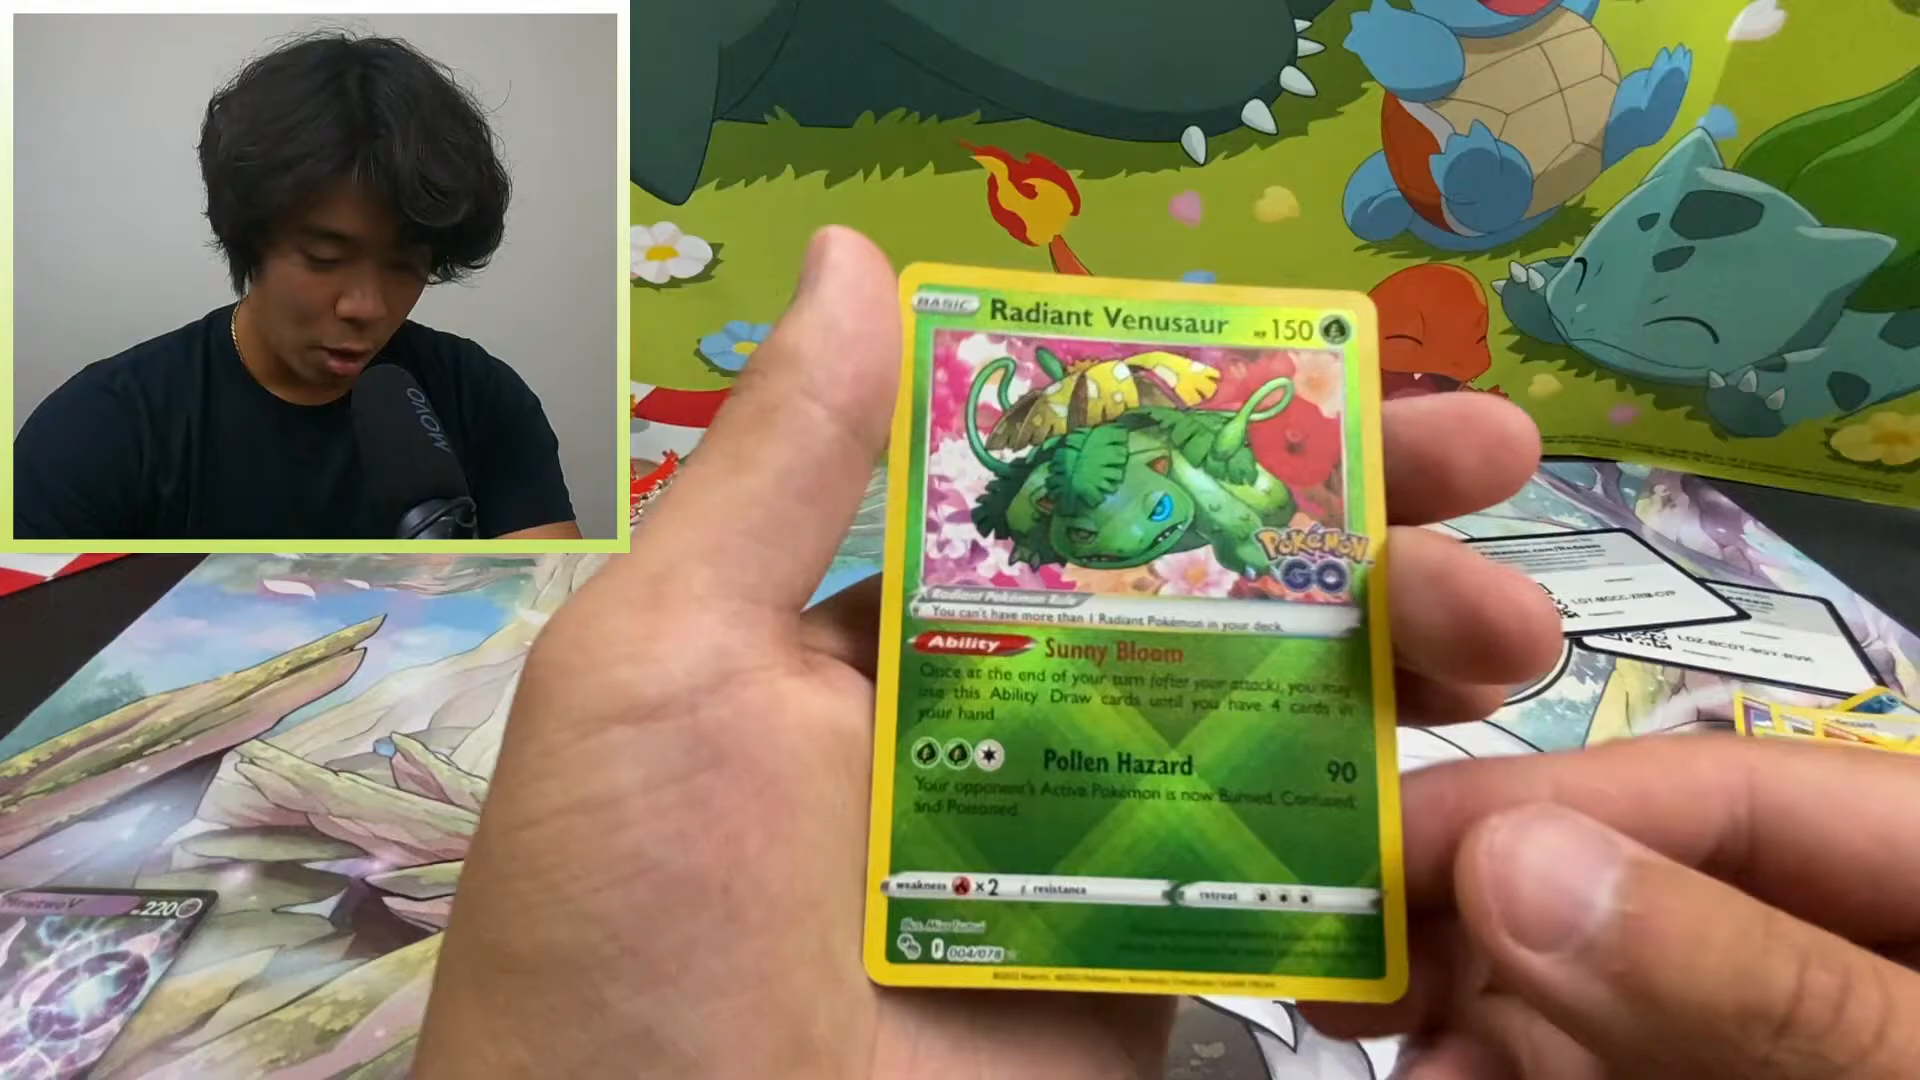 MOVO
BASIC
Radiant Venusaur
HP 150
Pokémon
GO
Radiant Pokémon Rule
You can't have more than 1 Radiant Pokémon in your deck.
Ability Sunny Bloom
Once at the end of your turn (after your attack), you may
use this Ability. Draw cards until you have 4 cards in
your hand.
Pollen Hazard 90
Your opponent's Active Pokémon is now Burned, Confused,
and Poisoned.
weakness ×2 resistance retreat
F 004/078
Mewtwo V 220